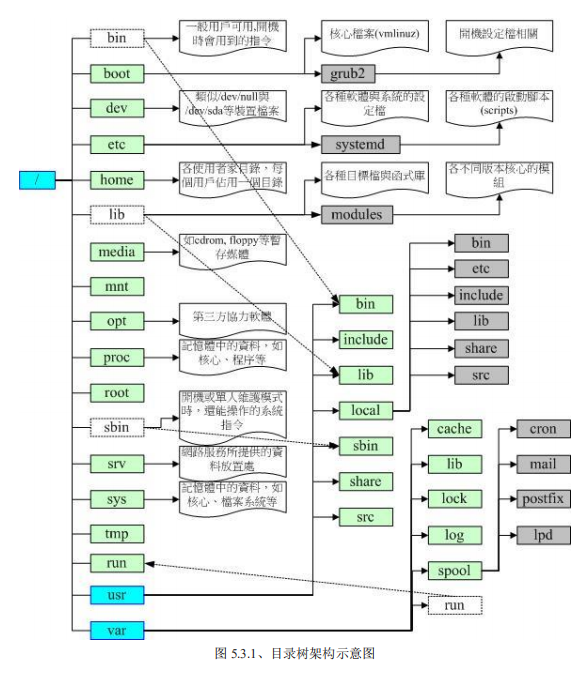 bin
一般用戶可用,開機
時會用到的指令
核心檔案(vmlinuz)
開機設定檔相關
boot
grub2
dev
類似/dev/null與
/dev/sda等裝置檔案
各種軟體與系統的設
定檔
各種軟體的啟動腳本
(scripts)
etc
systemd
/
home
各使用者家目錄，每
個用戶佔用一個目錄
各種目標檔與函式庫
各不同版本核心的模
組
lib
modules
media
如cdrom, floppy等暫
存媒體
bin
etc
include
lib
share
src
mnt
opt
第三方協力軟體
proc
記憶體中的資料，如
核心、程序等
root
sbin
開機或單人維護模式
時，還能操作的系統
指令
srv
網路服務所提供的資
料放置處
sys
記憶體中的資料，如
核心、檔案系統等
tmp
run
usr
var
bin
include
lib
local
sbin
share
src
cache
lib
lock
log
spool
run
cron
mail
postfix
lpd
图 5.3.1、目录树架构示意图